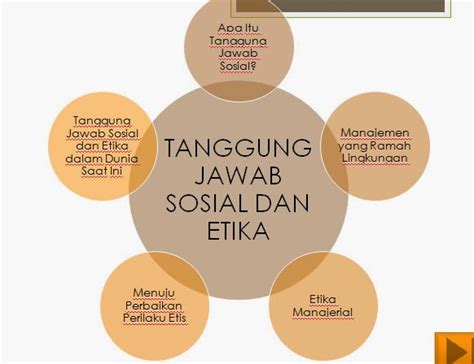 Apa Itu
Tanggung
Jawab
Sosial?
Tanggung
Jawab Sosial
dan Etika
dalam Dunia
Saat Ini
TANGGUNG
JAWAB
SOSIAL DAN
ETIKA
Manajemen
yang Ramah
Lingkungan
Menuju
Perbaikan
Perilaku Etis
Etika
Manajerial